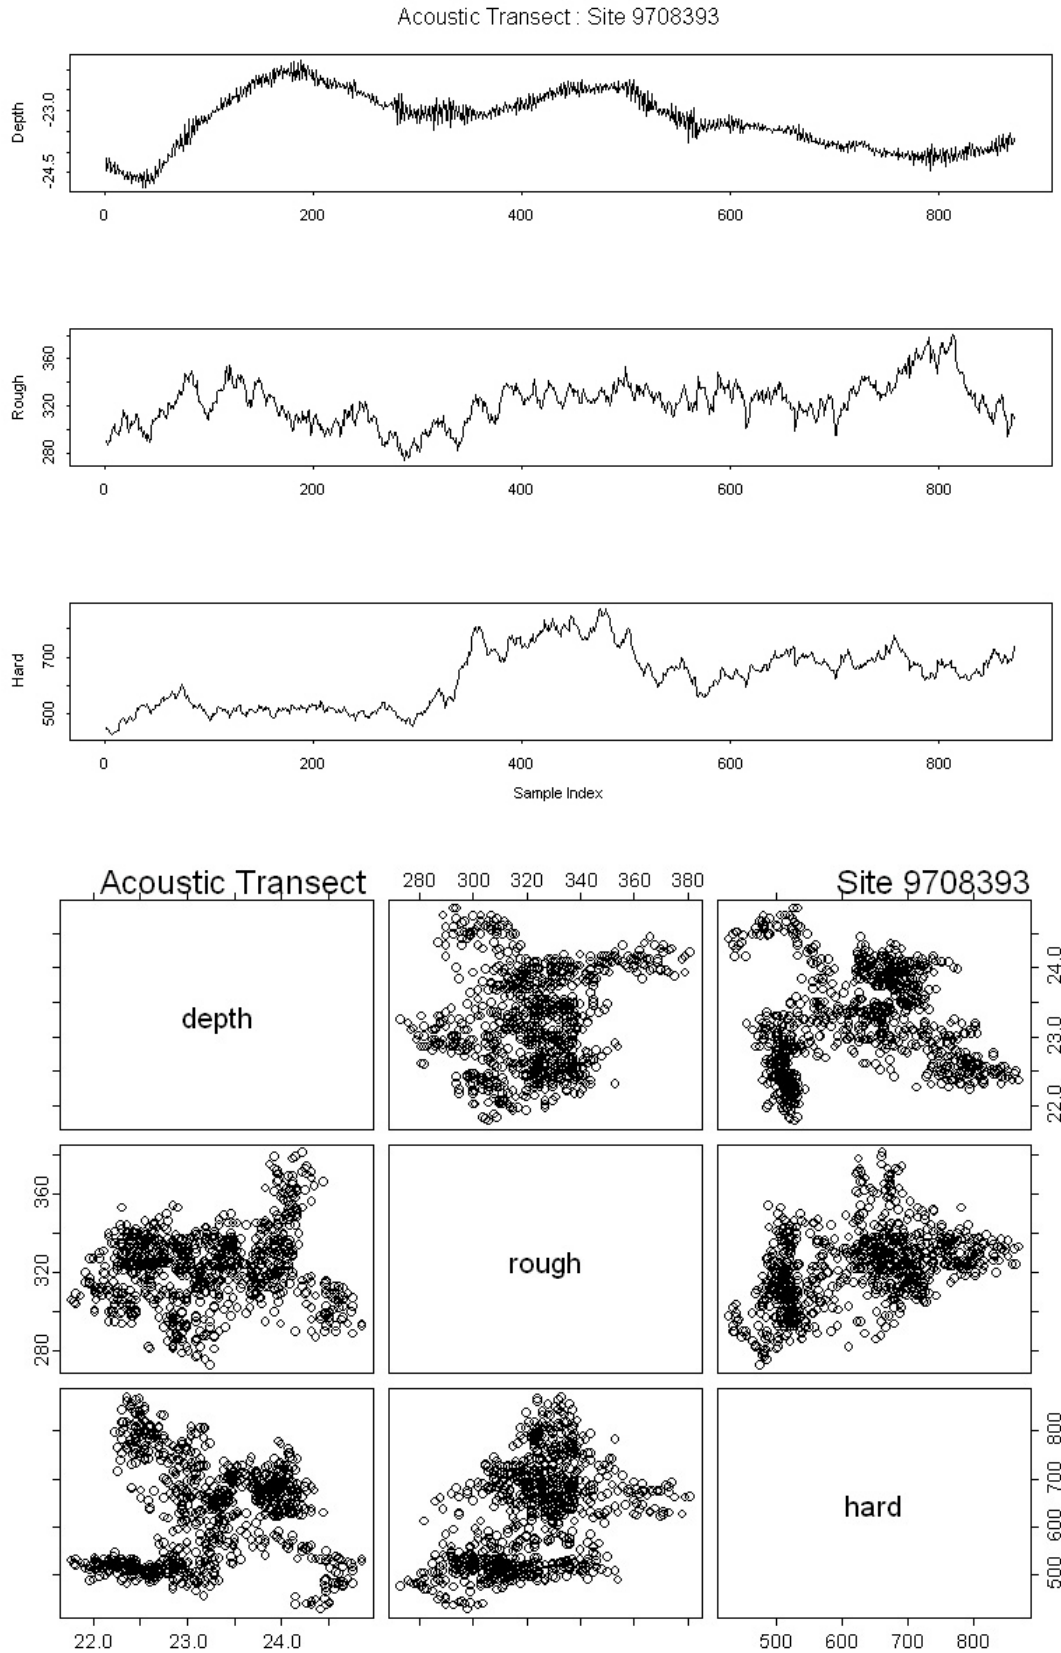 Acoustic Transect : Site 9708393
Depth
-24.5 -23.0
0 200 400 600 800
Rough
280 320 360
0 200 400 600 800
Hard
500 700
0 200 400 600 800
Sample Index
Acoustic Transect
280 300 320 340 360 380
Site 9708393
depth
22.0 23.0 24.0
280 320 360
rough
hard
500 600 700 800
22.0 23.0 24.0
500 600 700 800